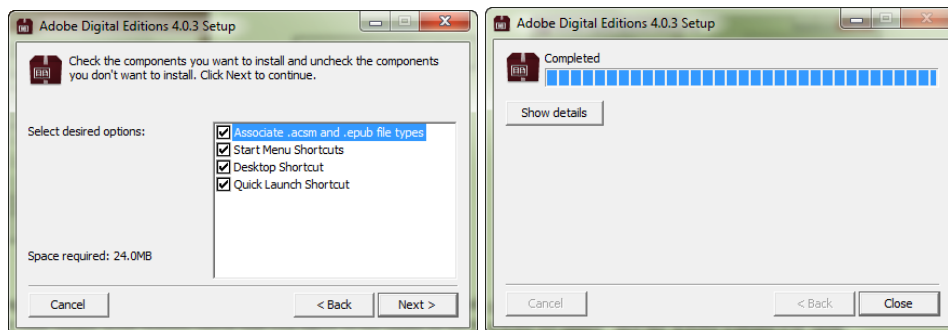 Adobe Digital Editions 4.0.3 Setup
Check the components you want to install and uncheck the components
you don't want to install. Click Next to continue.
Select desired options:
Associate .acsm and .epub file types
Start Menu Shortcuts
Desktop Shortcut
Quick Launch Shortcut
Space required: 24.0MB
Cancel
< Back
Next >
Adobe Digital Editions 4.0.3 Setup
Completed
Show details
Cancel
< Back
Close